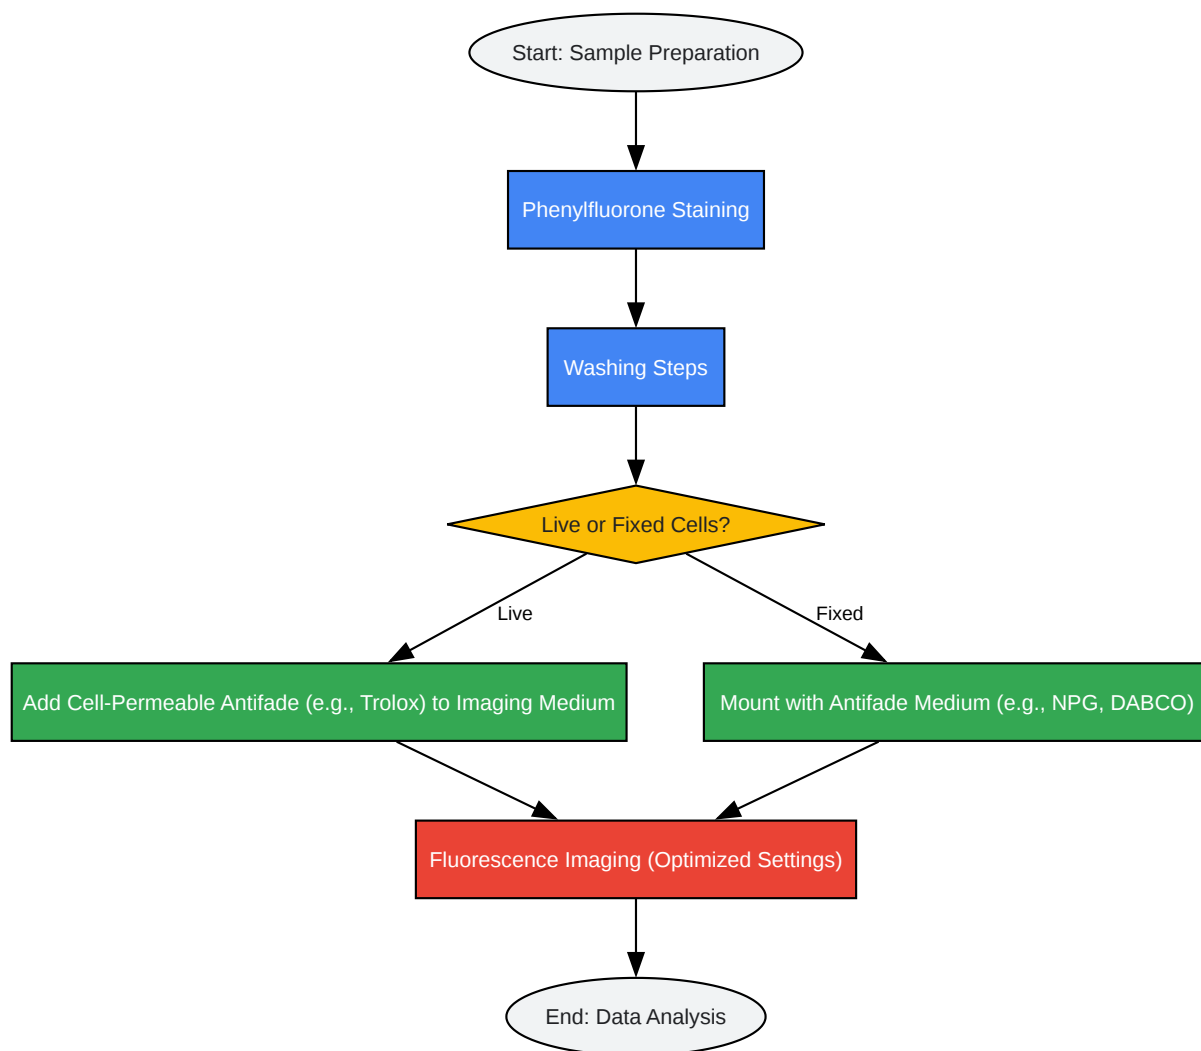 Start: Sample Preparation
Phenylfluorone Staining
Washing Steps
Live or Fixed Cells?
Live
Fixed
Add Cell-Permeable Antifade (e.g., Trolox) to Imaging Medium
Mount with Antifade Medium (e.g., NPG, DABCO)
Fluorescence Imaging (Optimized Settings)
End: Data Analysis